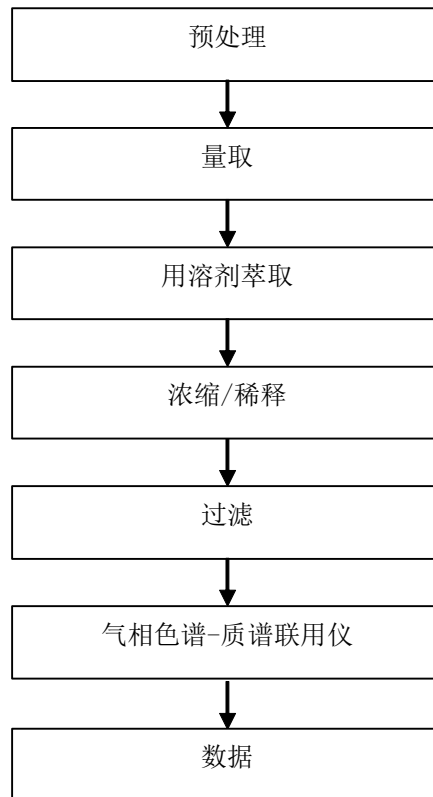 预处理
量取
用溶剂萃取
浓缩/稀释
过滤
气相色谱-质谱联用仪
数据